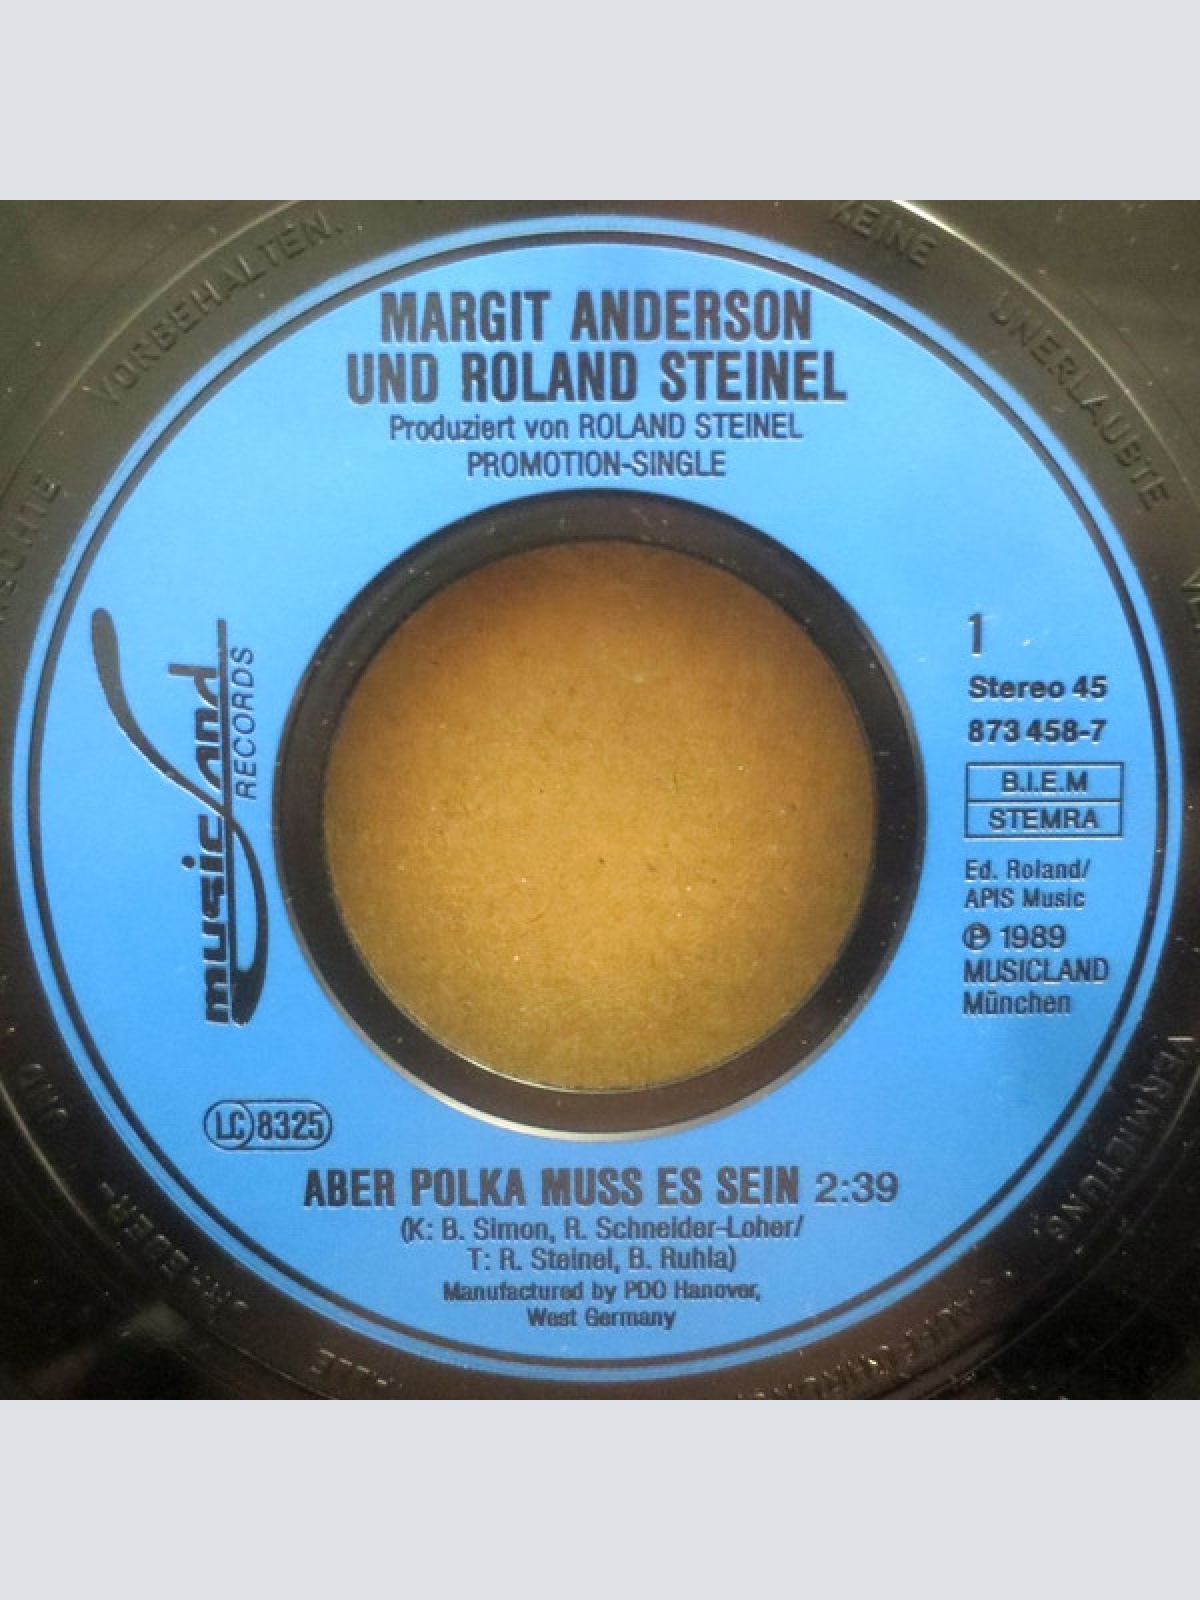 MARGIT ANDERSON
UND ROLAND STEINEL
Produziert von ROLAND STEINEL
PROMOTION-SINGLE
musicland
RECORDS
1
Stereo 45
873 458-7
B.I.E.M
STEMRA
Ed. Roland/
APIS Music
Ⓟ 1989
MUSICLAND
München
LC 8325
ABER POLKA MUSS ES SEIN 2:39
(K: B. Simon, R. Schneider-Loher/
T: R. Steinel, B. Ruhla)
Manufactured by PDO Hanover,
West Germany
VORBEHALTEN.
KEINE
UNERLAUBTE
VERMIETUNG,